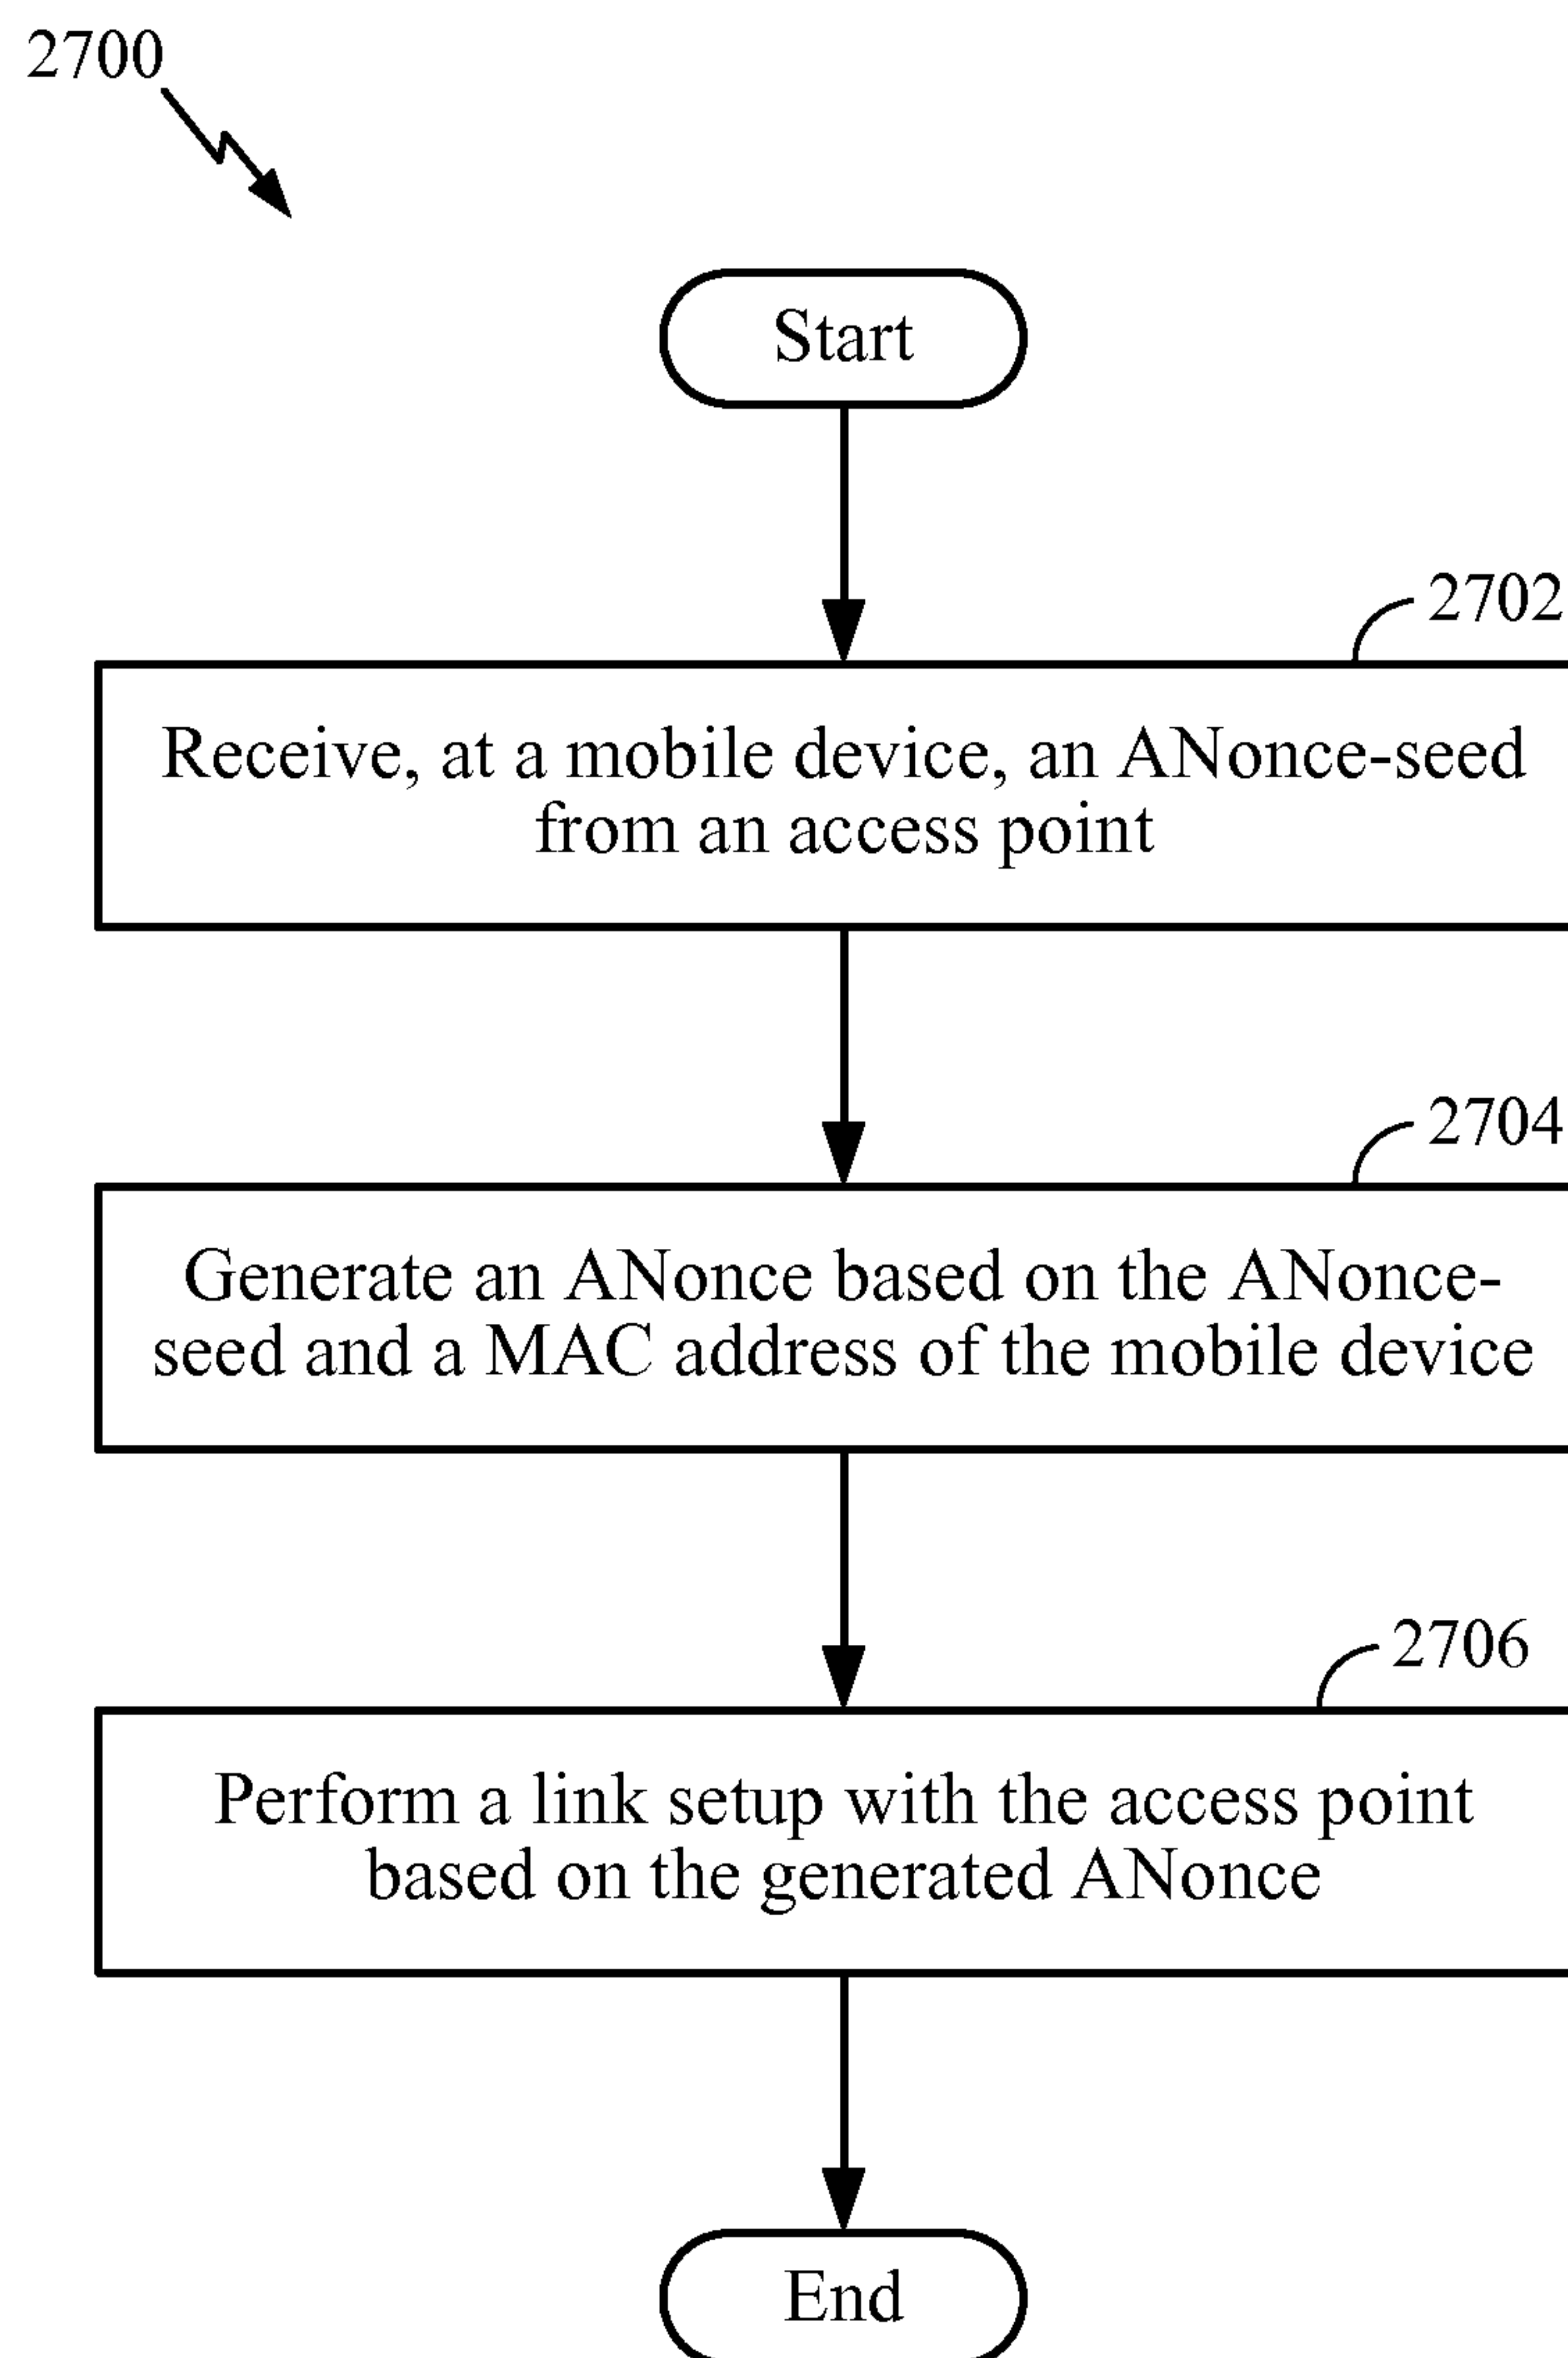 2700
Start
2702
Receive, at a mobile device, an ANonce-seed
from an access point
2704
Generate an ANonce based on the ANonce-
seed and a MAC address of the mobile device
2706
Perform a link setup with the access point
based on the generated ANonce
End